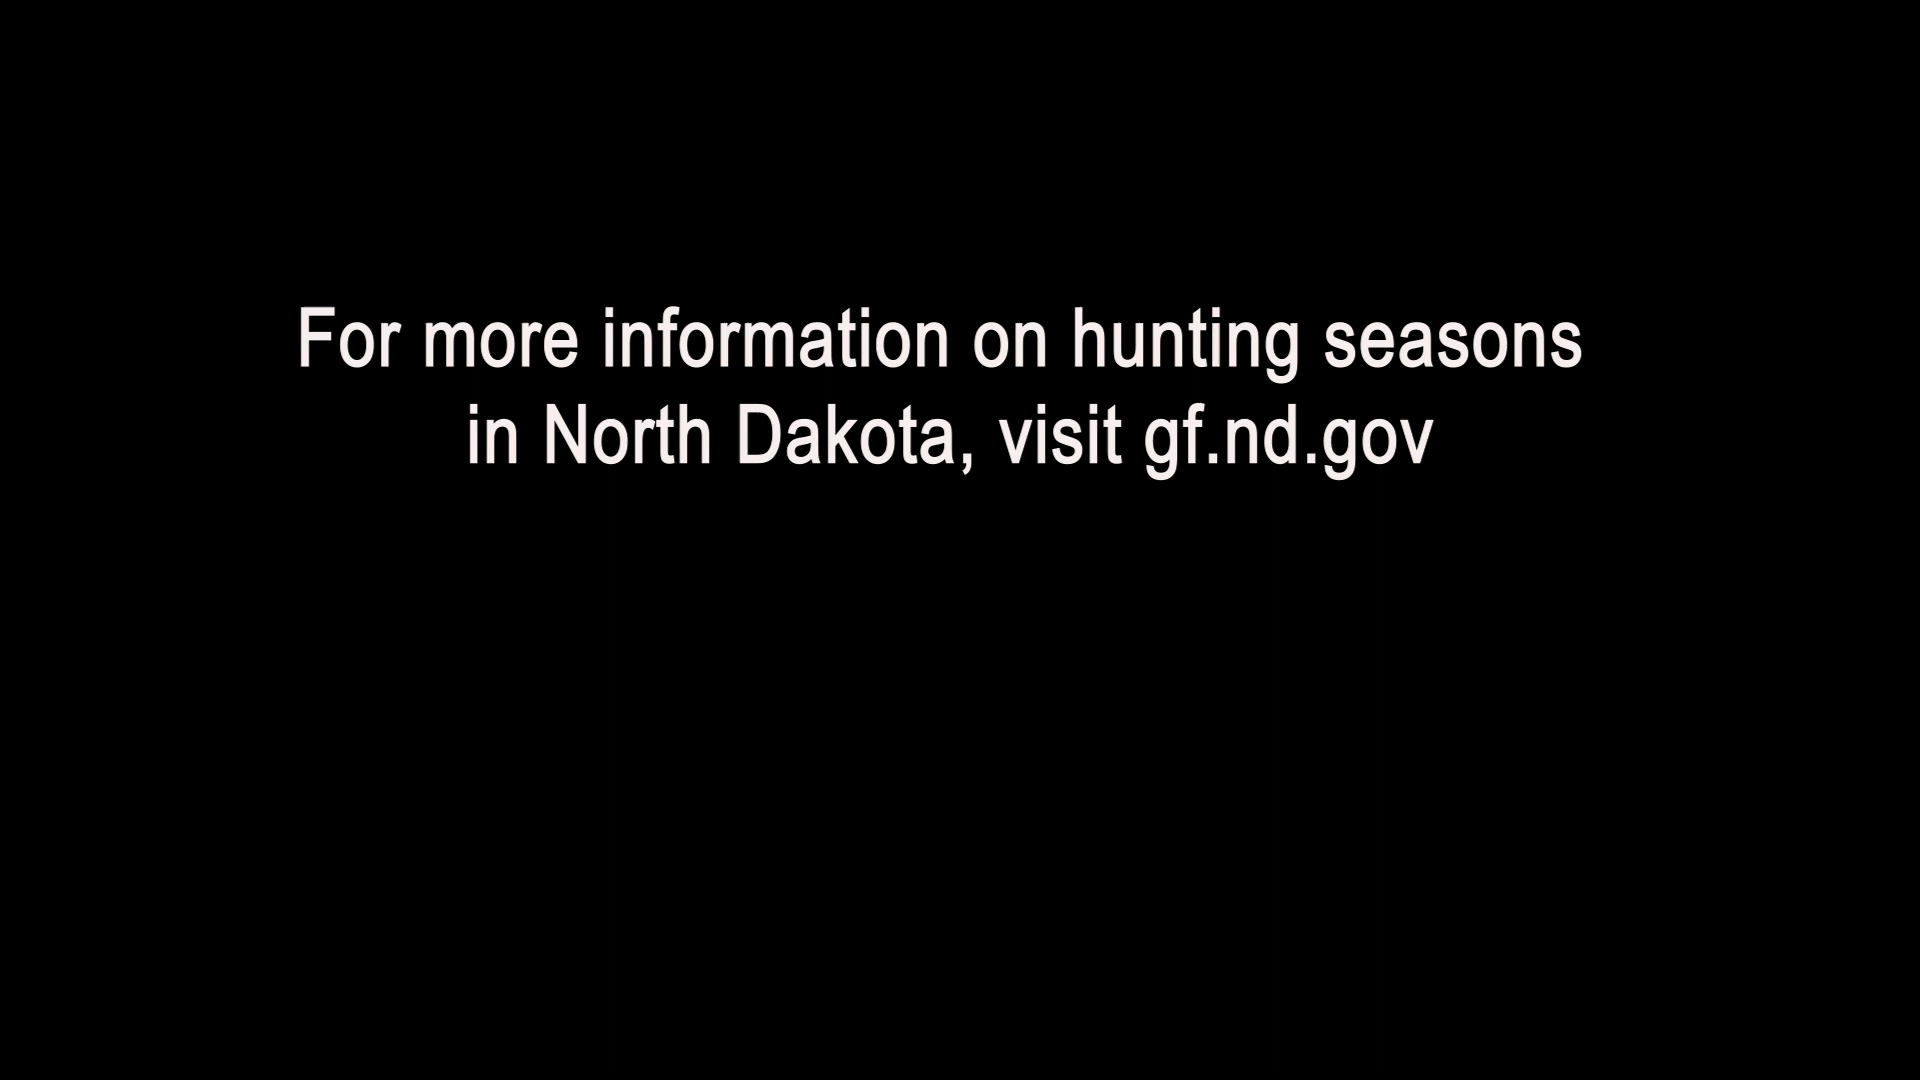 For more information on hunting seasons
in North Dakota, visit gf.nd.gov